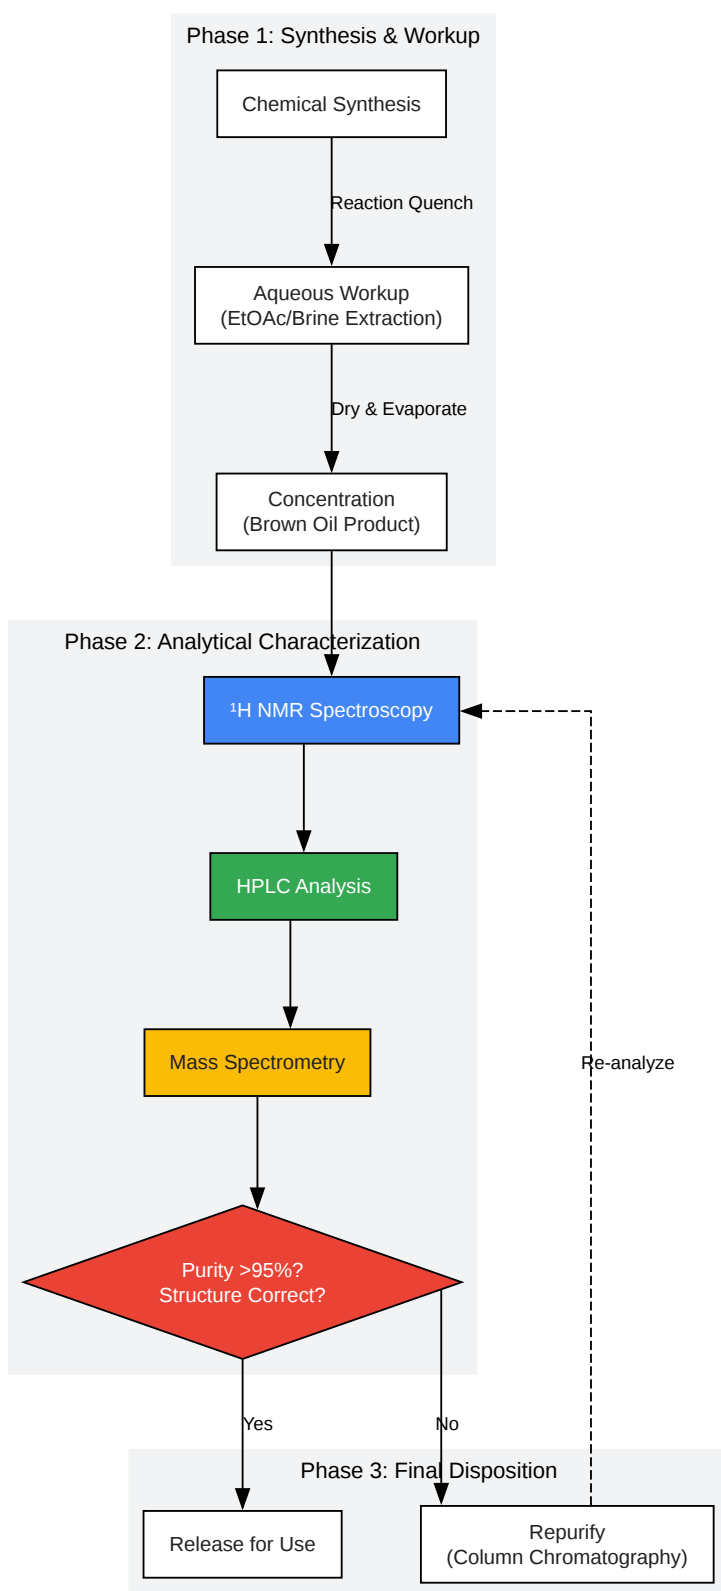 Phase 1: Synthesis & Workup
Chemical Synthesis
Reaction Quench
Aqueous Workup
(EtOAc/Brine Extraction)
Dry & Evaporate
Concentration
(Brown Oil Product)
Phase 2: Analytical Characterization
¹H NMR Spectroscopy
HPLC Analysis
Mass Spectrometry
Re-analyze
Purity >95%?
Structure Correct?
Yes
No
Phase 3: Final Disposition
Release for Use
Repurify
(Column Chromatography)